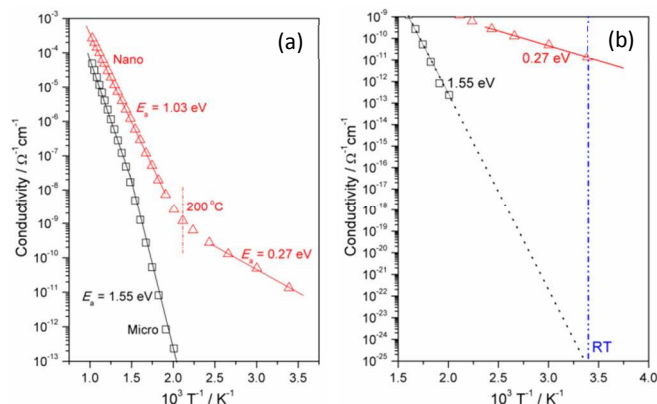 (a)
Nano
Eₐ = 1.03 eV
200 °C
Eₐ = 0.27 eV
Eₐ = 1.55 eV
Micro
10⁻³
10⁻⁴
10⁻⁵
10⁻⁶
10⁻⁷
10⁻⁸
10⁻⁹
10⁻¹⁰
10⁻¹¹
10⁻¹²
10⁻¹³
Conductivity / Ω⁻¹cm⁻¹
1.0 1.5 2.0 2.5 3.0 3.5
10³ T⁻¹ / K⁻¹
(b)
0.27 eV
1.55 eV
RT
10⁻⁹
10⁻¹⁰
10⁻¹¹
10⁻¹²
10⁻¹³
10⁻¹⁴
10⁻¹⁵
10⁻¹⁶
10⁻¹⁷
10⁻¹⁸
10⁻¹⁹
10⁻²⁰
10⁻²¹
10⁻²²
10⁻²³
10⁻²⁴
10⁻²⁵
Conductivity / Ω⁻¹cm⁻¹
1.5 2.0 2.5 3.0 3.5 4.0
10³ T⁻¹ / K⁻¹